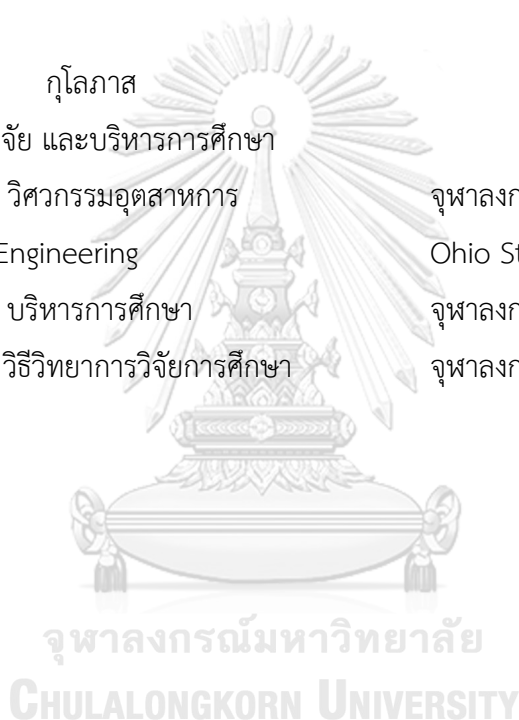 กุโลภาส
จัย และบริหารการศึกษา
วิศวกรรมอุตสาหการ จุฬาลงก
Engineering Ohio St
บริหารการศึกษา จุฬาลงก
วิธีวิทยาการวิจัยการศึกษา จุฬาลงก
จุฬาลงกรณ์มหาวิทยาลัย
CHULALONGKORN UNIVERSITY